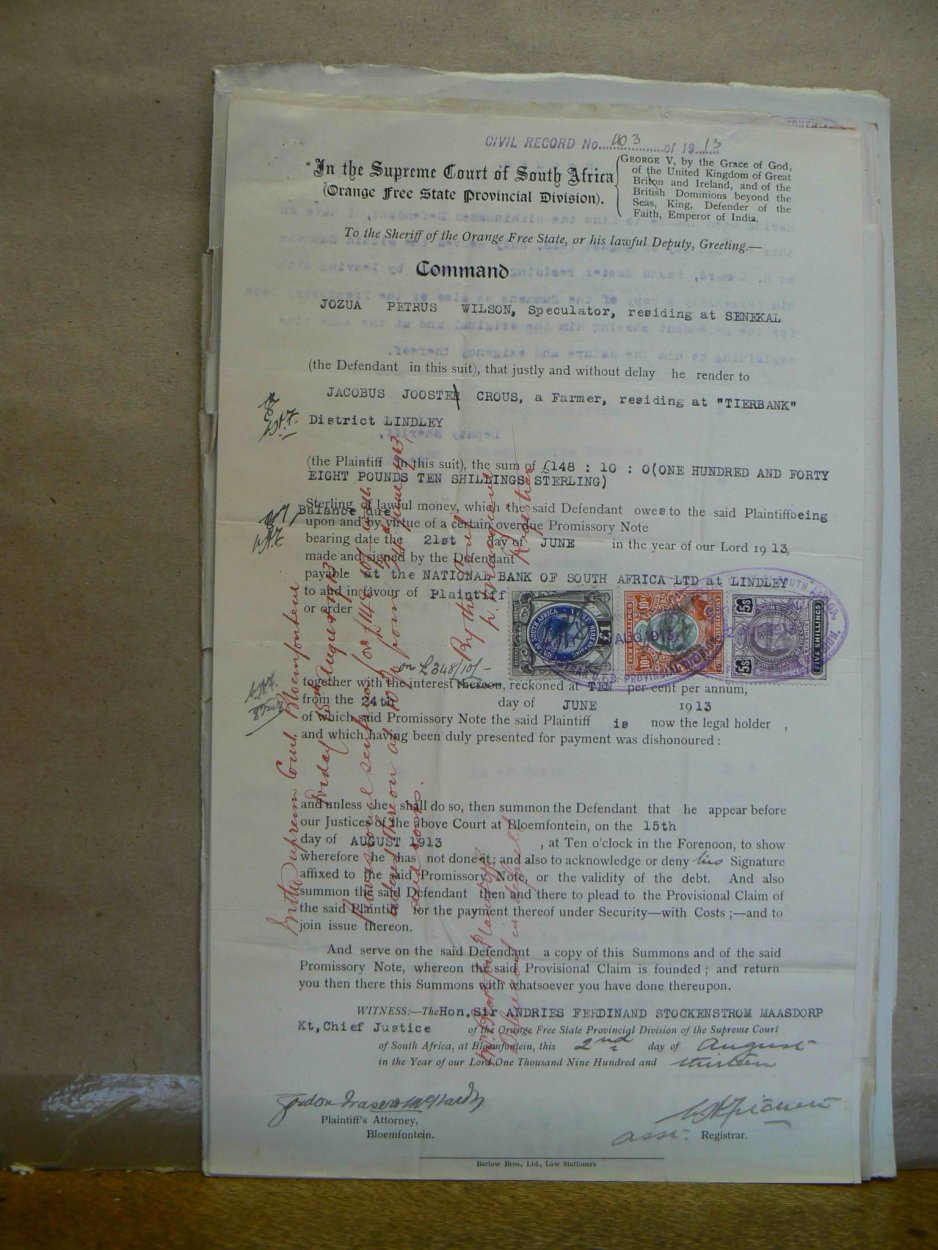 CIVIL RECORD No. 403 of 1913
In the Supreme Court of South Africa
(Orange Free State Provincial Division).
GEORGE V, by the Grace of God,
of the United Kingdom of Great
Briton and Ireland, and of the
British Dominions beyond the
Seas, King, Defender of the
Faith, Emperor of India.
To the Sheriff of the Orange Free State, or his lawful Deputy, Greeting.—
Command
JOZUA PETRUS WILSON, Speculator, residing at SENEKAL
(the Defendant in this suit), that justly and without delay he render to
JACOBUS JOOSTE CROUS, a Farmer, residing at "TIERBANK"
District LINDLEY
(the Plaintiff in this suit), the sum of £148 : 10 : 0(ONE HUNDRED AND FORTY
EIGHT POUNDS TEN SHILLINGS STERLING)
Sterling of lawful money, which the said Defendant owes to the said Plaintiff being
Balance due
upon and by virtue of a certain overdue Promissory Note
bearing date the 21st day of JUNE in the year of our Lord 1913,
made and signed by the Defendant
payable at the NATIONAL BANK OF SOUTH AFRICA LTD at LINDLEY
to and in favour of Plaintiff
or order
£1
5s 5s
FIVE SHILLINGS
on £348/10/-
together with the interest thereon, reckoned at TEN per cent per annum,
from the 24th day of JUNE 1913
of which said Promissory Note the said Plaintiff is now the legal holder ,
and which having been duly presented for payment was dishonoured :
and unless he shall do so, then summon the Defendant that he appear before
our Justices of the above Court at Bloemfontein, on the 15th
day of AUGUST 1913 , at Ten o'clock in the Forenoon, to show
wherefore he has not done it; and also to acknowledge or deny his Signature
affixed to the said Promissory Note, or the validity of the debt. And also
summon the said Defendant then and there to plead to the Provisional Claim of
the said Plaintiff for the payment thereof under Security—with Costs ;—and to
join issue thereon.
And serve on the said Defendant a copy of this Summons and of the said
Promissory Note, whereon the said Provisional Claim is founded ; and return
you then there this Summons with whatsoever you have done thereupon.
WITNESS:—The Hon. Sir ANDRIES FERDINAND STOCKENSTROM MAASDORP
Kt, Chief Justice of the Orange Free State Provincial Division of the Supreme Court
of South Africa, at Bloemfontein, this 2nd day of August
in the Year of our Lord One Thousand Nine Hundred and thirteen
Plaintiff's Attorney,
Bloemfontein.
Asst. Registrar.
Barlow Bros., Ltd., Law Stationers
In the Supreme Court Bloemfontein
Friday 15th August 1913
By the Court
Registrar